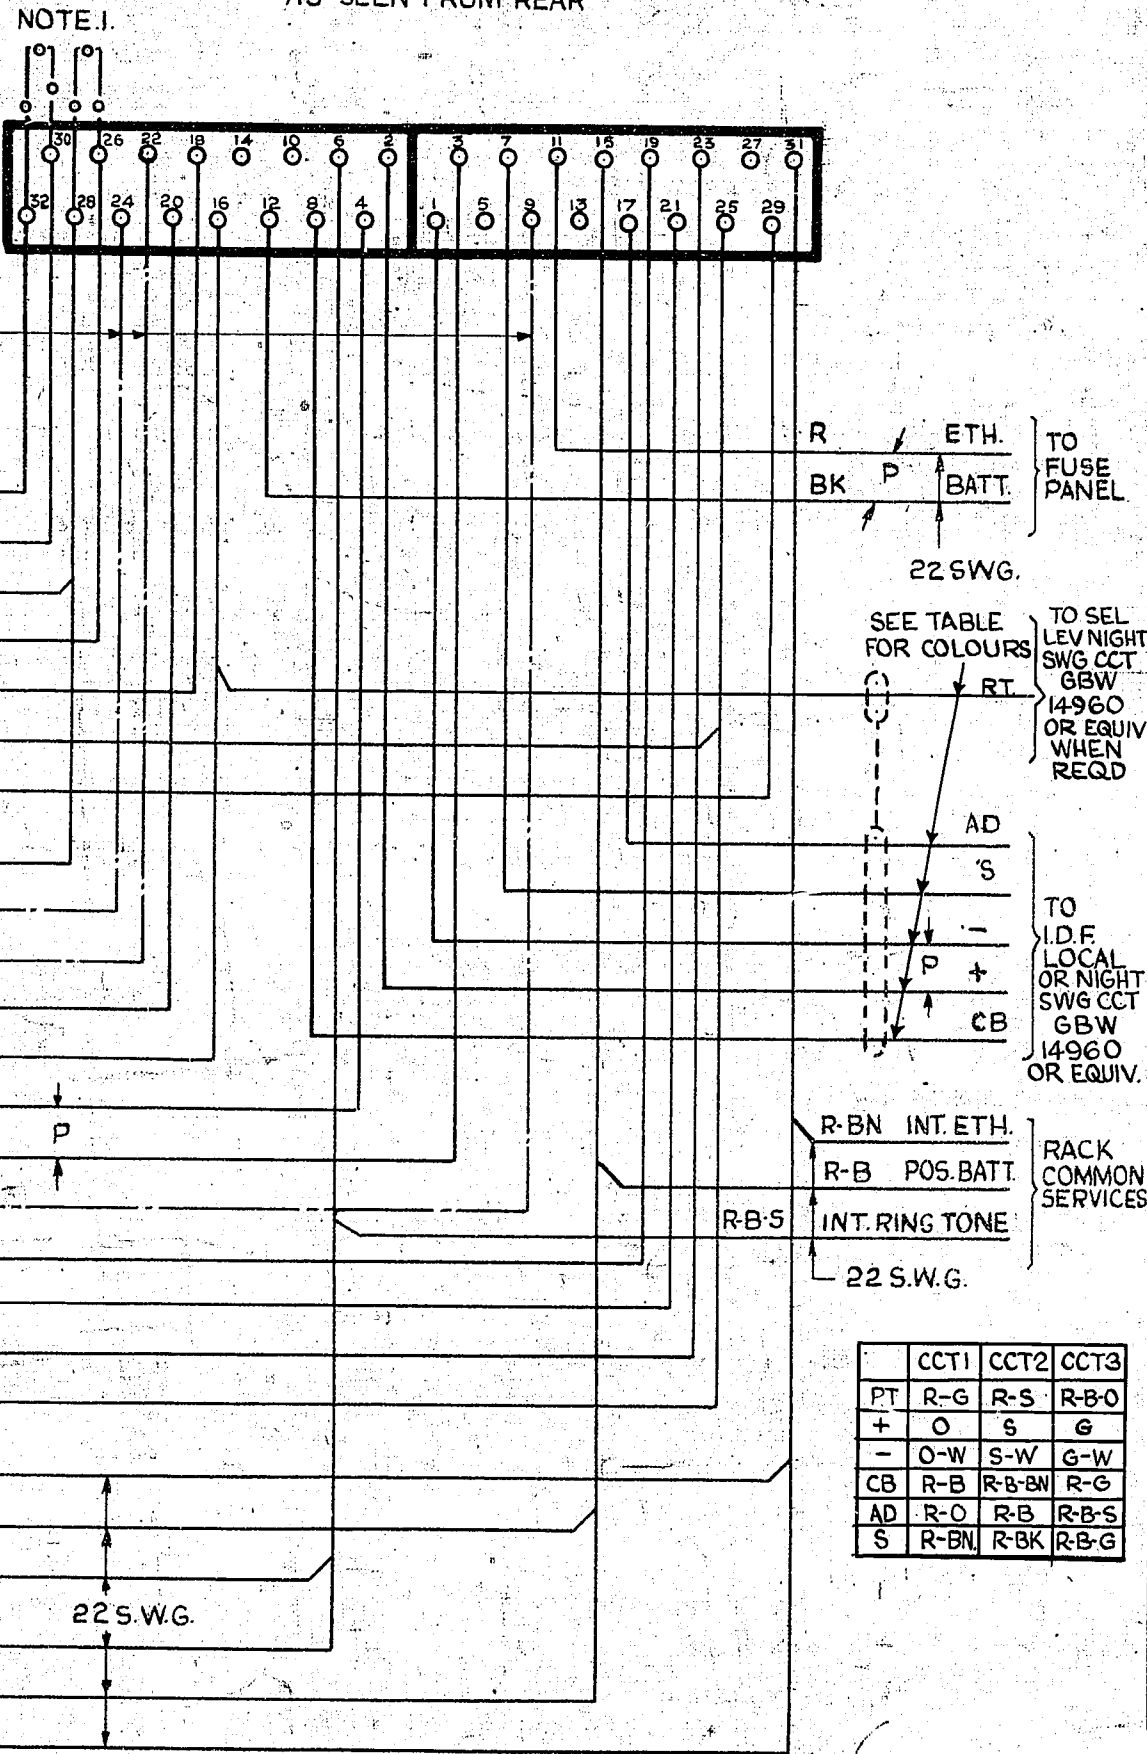 AS SEEN FROM REAR
NOTE.1.
30 26 22 18 14 10 6 2 3 7 11 15 19 23 27 31
32 28 24 20 16 12 8 4 1 5 9 13 17 21 25 29
R ETH.
P
BK BATT.
TO
FUSE
PANEL
22 SWG.
SEE TABLE
FOR COLOURS
RT.
TO SEL
LEV NIGHT
SWG CCT
GBW
14960
OR EQUIV
WHEN
REQD
AD
'S
-
P
+
CB
TO
I.D.F.
LOCAL
OR NIGHT
SWG CCT
GBW
14960
OR EQUIV.
P
R-BN INT. ETH.
R-B POS. BATT.
R-B-S INT. RING TONE
RACK
COMMON
SERVICES
22 S.W.G.
CCT1 CCT2 CCT3
PT R-G R-S R-B-O
+ O S G
- O-W S-W G-W
CB R-B R-B-BN R-G
AD R-O R-B R-B-S
S R-BN. R-BK R-B-G
22 S.W.G.